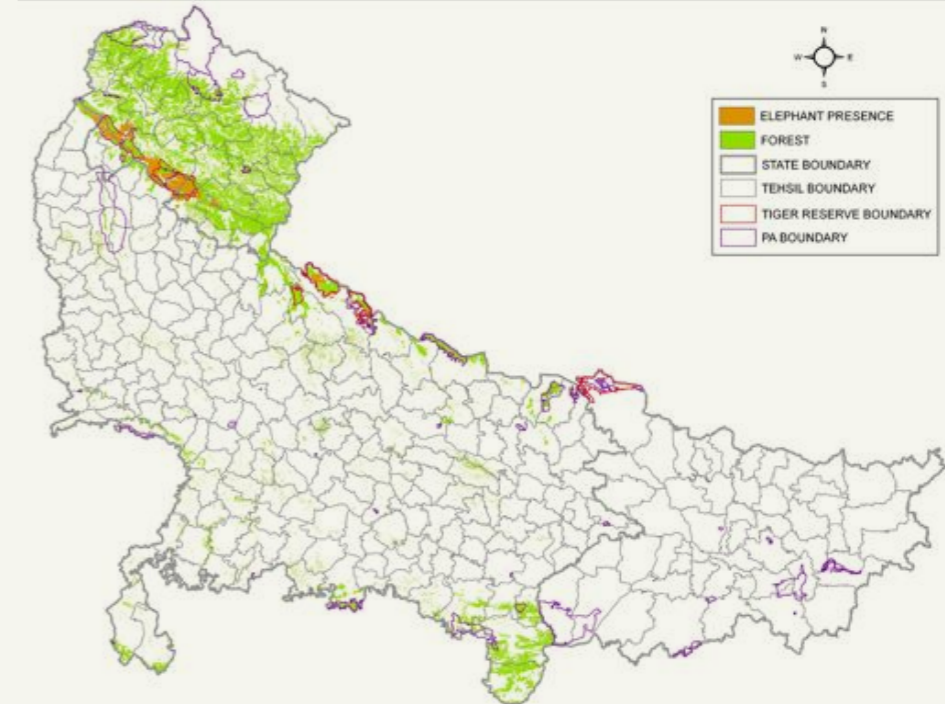 N
W E
S
ELEPHANT PRESENCE
FOREST
STATE BOUNDARY
TEHSIL BOUNDARY
TIGER RESERVE BOUNDARY
PA BOUNDARY